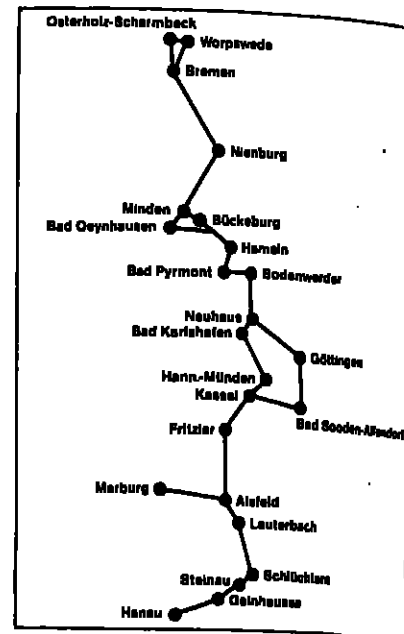 Osterholz-Scharmbeck
Worpswede
Bremen
Nienburg
Minden
Bückeburg
Bad Oeynhausen
Hameln
Bad Pyrmont
Bodenwerder
Neuhaus
Bad Karlshafen
Göttingen
Hann.-Münden
Kassel
Bad Sooden-Allendorf
Fritzlar
Marburg
Alsfeld
Lauterbach
Schlüchtern
Steinau
Gelnhausen
Hanau